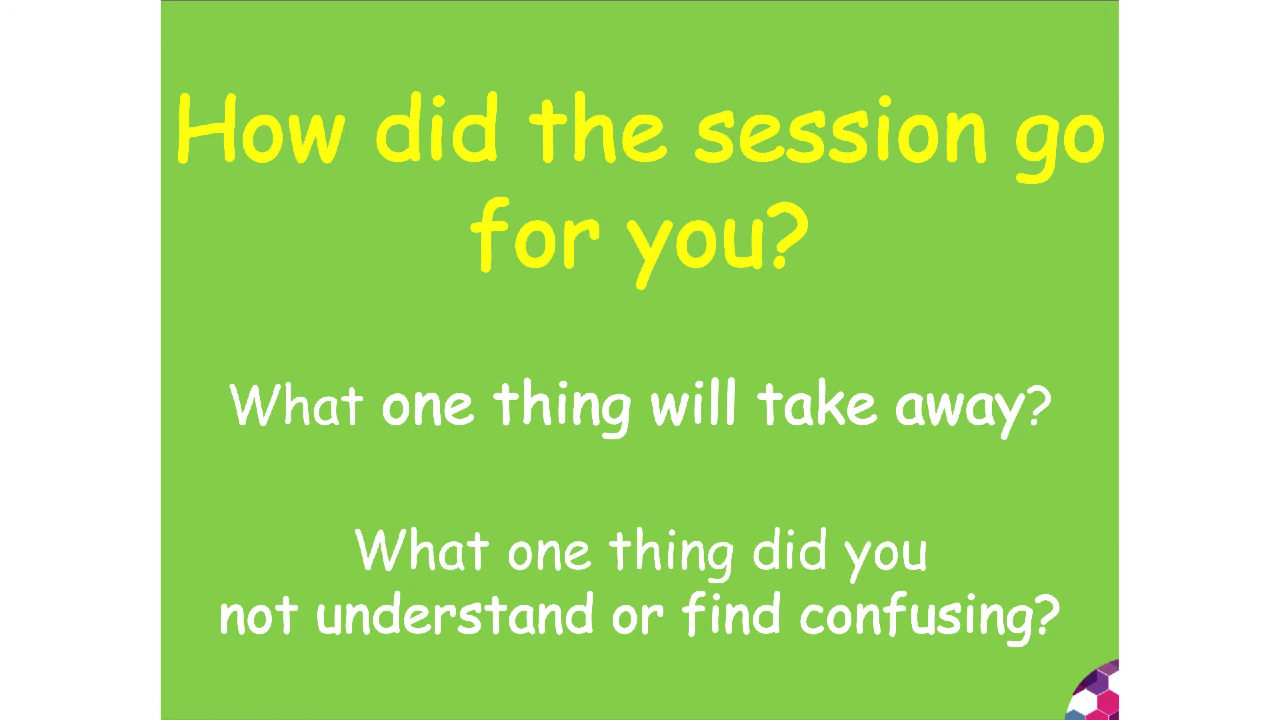 How did the session go
for you?
What one thing will take away?
What one thing did you
not understand or find confusing?